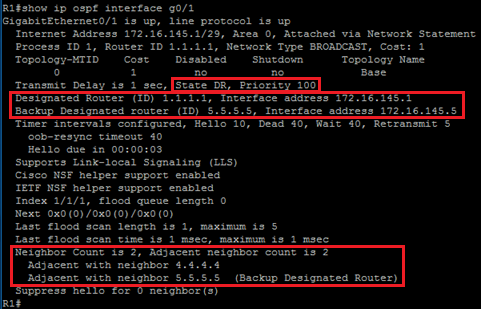 R1#show ip ospf interface g0/1
GigabitEthernet0/1 is up, line protocol is up
Internet Address 172.16.145.1/29, Area 0, Attached via Network Statement
Process ID 1, Router ID 1.1.1.1, Network Type BROADCAST, Cost: 1
Topology-MTID Cost Disabled Shutdown Topology Name
0 1 no no Base
Transmit Delay is 1 sec, State DR, Priority 100
Designated Router (ID) 1.1.1.1, Interface address 172.16.145.1
Backup Designated router (ID) 5.5.5.5, Interface address 172.16.145.5
Timer intervals configured, Hello 10, Dead 40, Wait 40, Retransmit 5
oob-resync timeout 40
Hello due in 00:00:03
Supports Link-local Signaling (LLS)
Cisco NSF helper support enabled
IETF NSF helper support enabled
Index 1/1/1, flood queue length 0
Next 0x0(0)/0x0(0)/0x0(0)
Last flood scan length is 1, maximum is 5
Last flood scan time is 1 msec, maximum is 1 msec
Neighbor Count is 2, Adjacent neighbor count is 2
Adjacent with neighbor 4.4.4.4
Adjacent with neighbor 5.5.5.5 (Backup Designated Router)
Suppress hello for 0 neighbor(s)
R1#